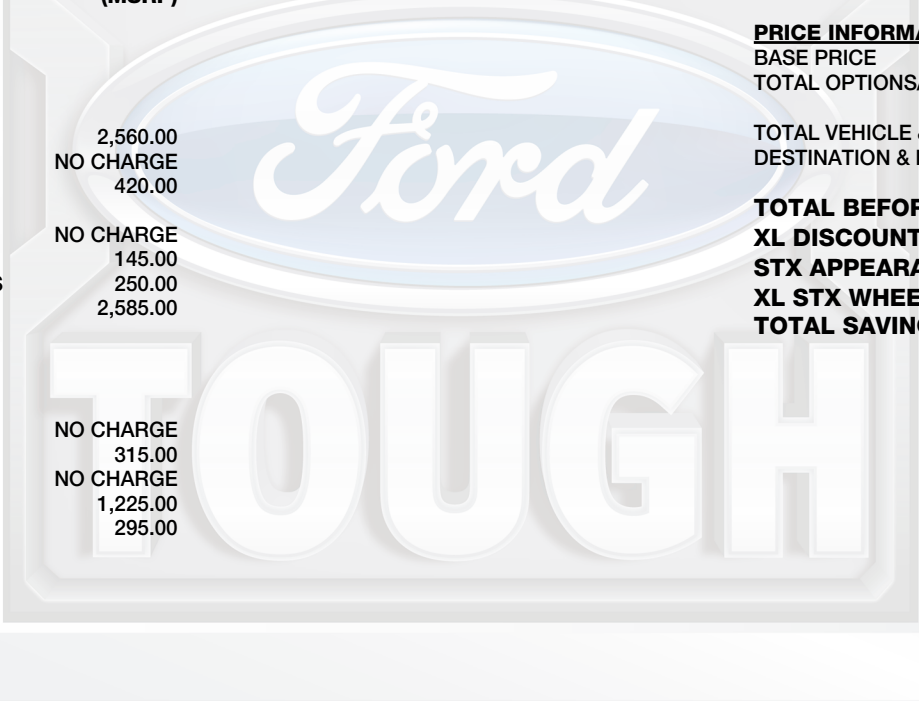 (MSRP)
2,560.00
NO CHARGE
420.00
NO CHARGE
145.00
250.00
2,585.00
NO CHARGE
315.00
NO CHARGE
1,225.00
295.00
PRICE INFORMA
BASE PRICE
TOTAL OPTIONS
TOTAL VEHICLE &
DESTINATION &
TOTAL BEFOR
XL DISCOUNT
STX APPEARA
XL STX WHEE
TOTAL SAVIN
Ford
TOUGH